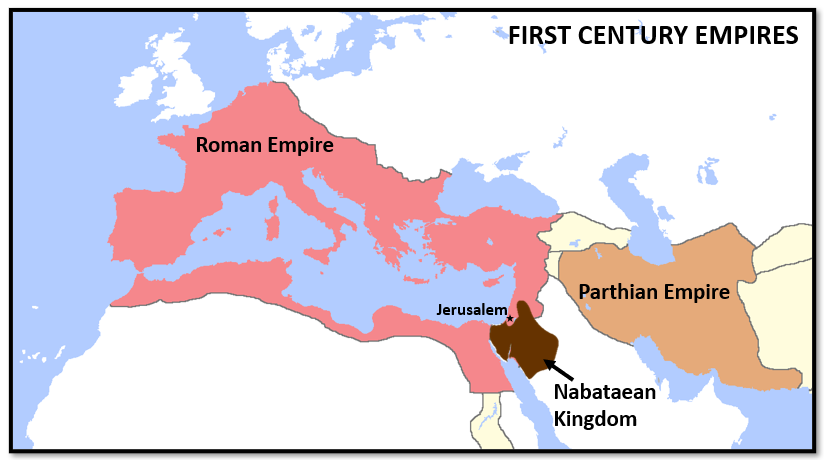 FIRST CENTURY EMPIRES
Roman Empire
Parthian Empire
Jerusalem
Nabataean
Kingdom